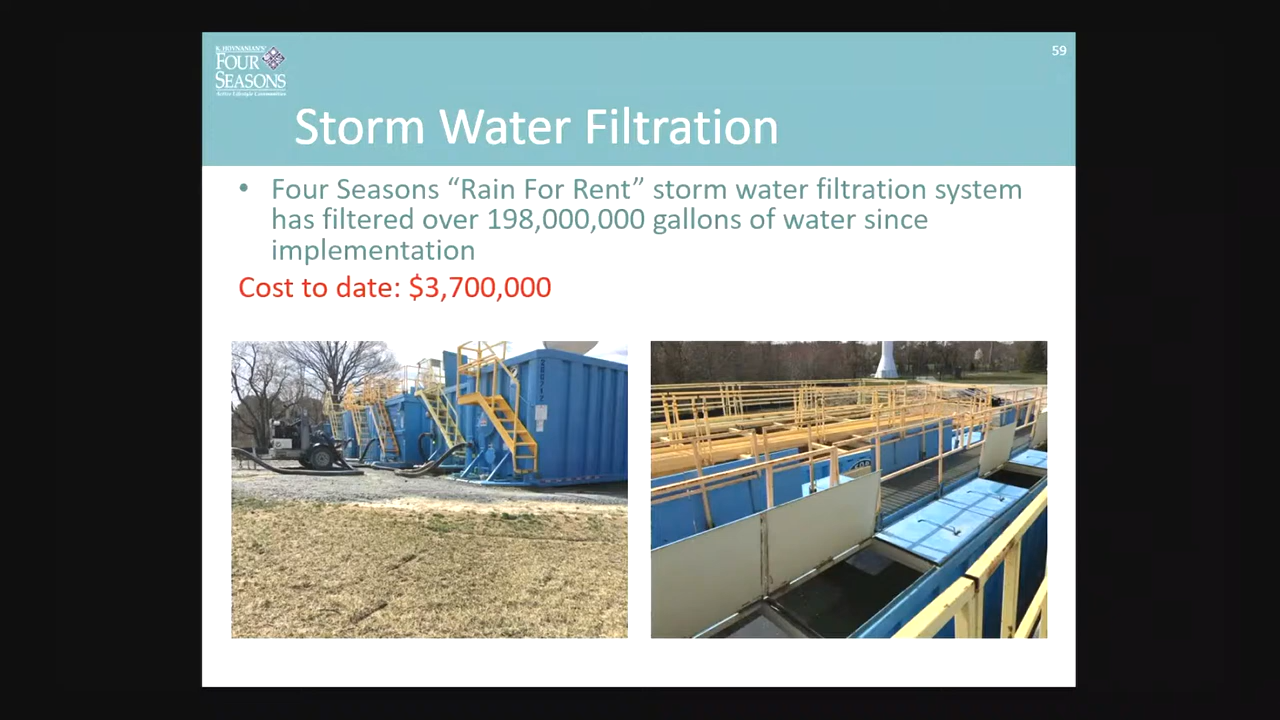 K. HOVNANIAN'S
FOUR
SEASONS
59
Storm Water Filtration
• Four Seasons “Rain For Rent” storm water filtration system
has filtered over 198,000,000 gallons of water since
implementation
Cost to date: $3,700,000